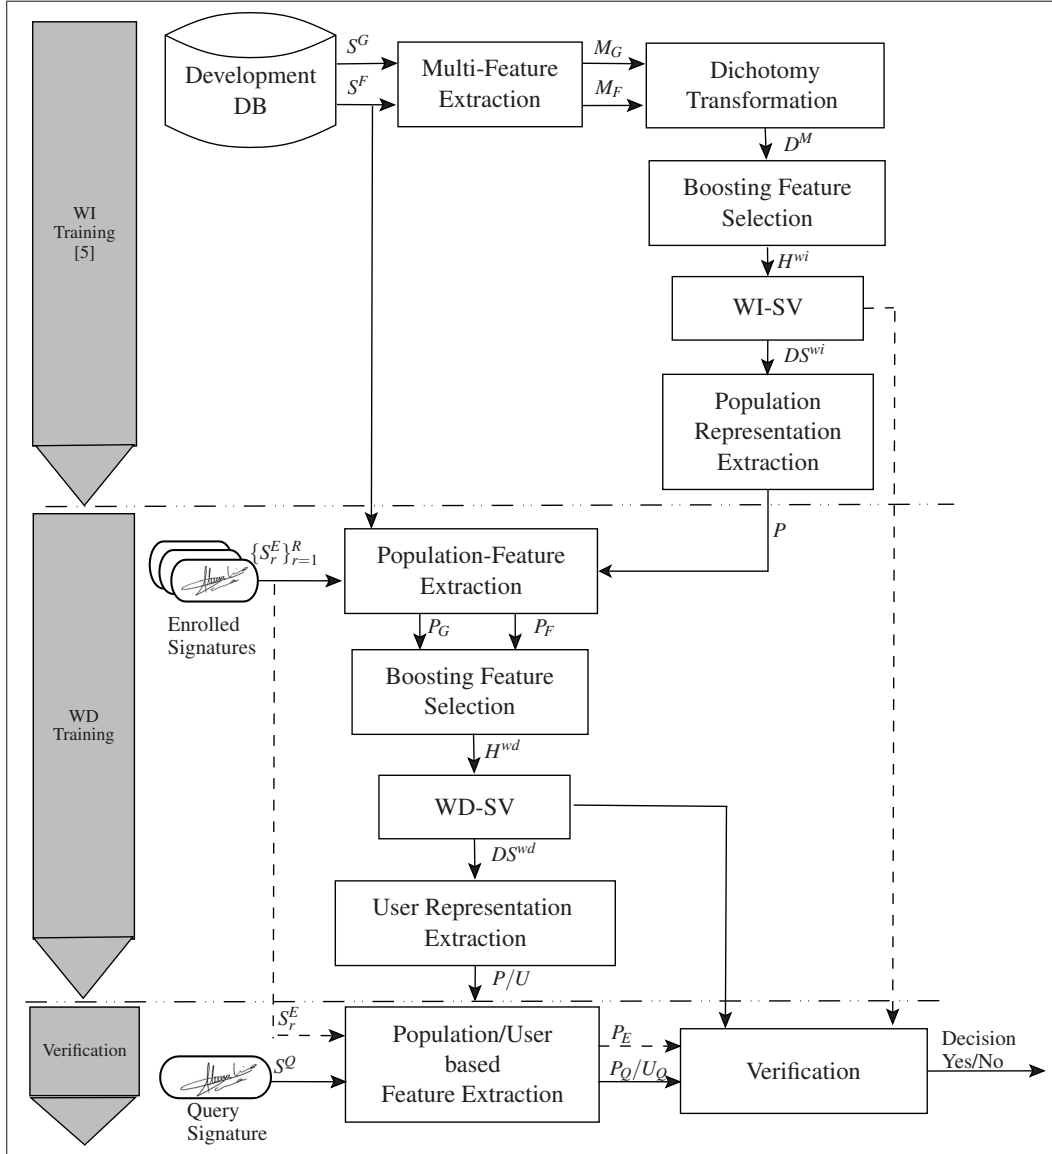 Development
DB
S^G
S^F
Multi-Feature
Extraction
M_G
M_F
Dichotomy
Transformation
D^M
Boosting Feature
Selection
H^{wi}
WI
Training
[5]
WI-SV
DS^{wi}
Population
Representation
Extraction
P
{S_r^E}_{r=1}^R
Enrolled
Signatures
Population-Feature
Extraction
P_G
P_F
Boosting Feature
Selection
WD
Training
H^{wd}
WD-SV
DS^{wd}
User Representation
Extraction
P/U
Verification
S_r^E
S^Q
Query
Signature
Population/User
based
Feature Extraction
P_E
P_Q/U_Q
Verification
Decision
Yes/No